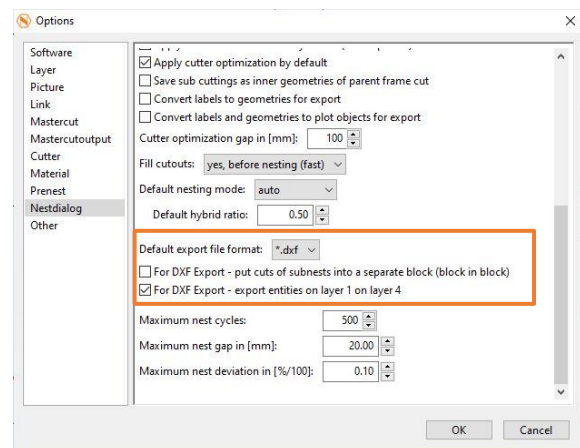 Options
Software
Layer
Picture
Link
Mastercut
Mastercutoutput
Cutter
Material
Prenest
Nestdialog
Other
Apply cutter optimization by default
Save sub cuttings as inner geometries of parent frame cut
Convert labels to geometries for export
Convert labels and geometries to plot objects for export
Cutter optimization gap in [mm]: 100
Fill cutouts: yes, before nesting (fast)
Default nesting mode: auto
Default hybrid ratio: 0.50
Default export file format: *.dxf
For DXF Export - put cuts of subnests into a separate block (block in block)
For DXF Export - export entities on layer 1 on layer 4
Maximum nest cycles: 500
Maximum nest gap in [mm]: 20.00
Maximum nest deviation in [%/100]: 0.10
OK Cancel